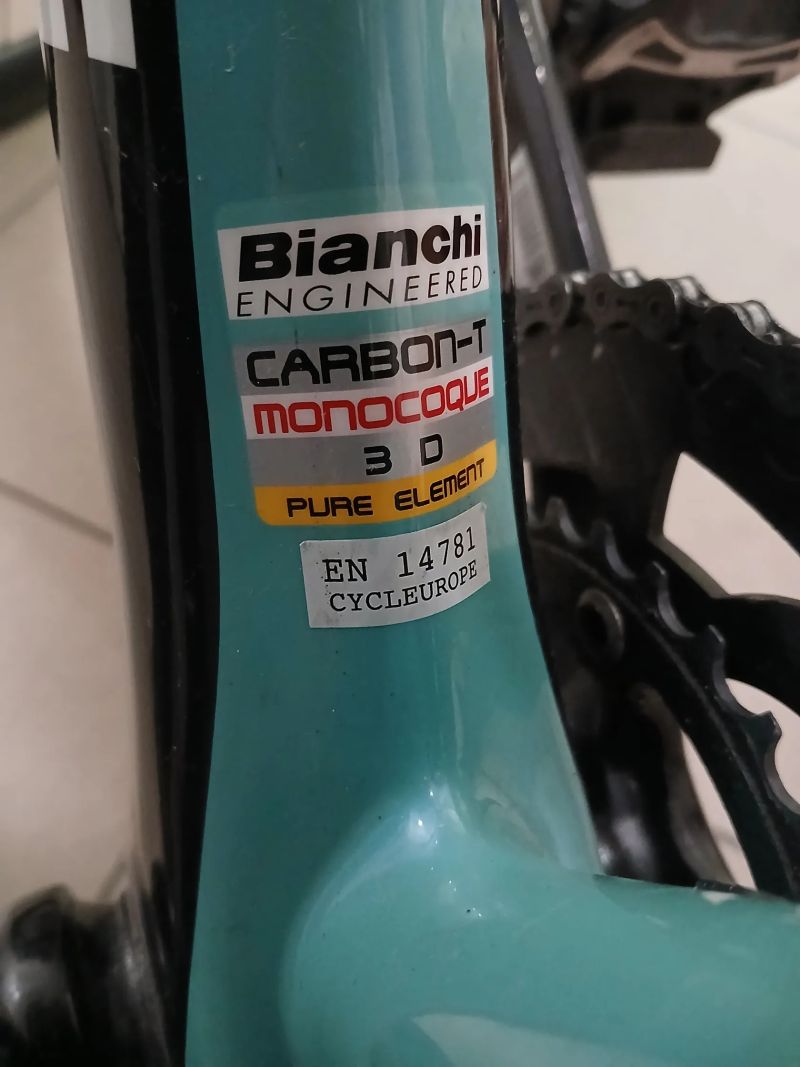 Bianchi
ENGINEERED
CARBON-T
MONOCOQUE
3 D
PURE ELEMENT
EN 14781
CYCLEUROPE